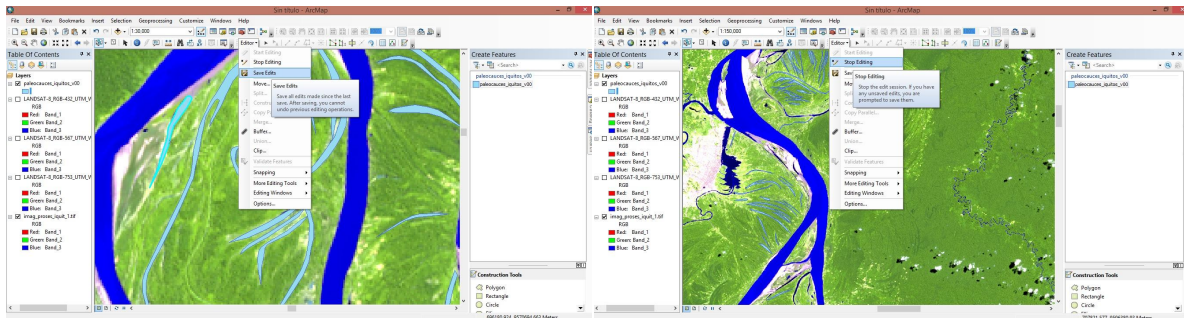 Sin título - ArcMap
File Edit View Bookmarks Insert Selection Geoprocessing Customize Windows Help
1:30.000
Editor
Table Of Contents
Layers
paleocauces_iquitos_v00
LANDSAT-8_RGB-432_UTM_V
RGB
Red: Band_1
Green: Band_2
Blue: Band_3
LANDSAT-8_RGB-567_UTM_V
RGB
Red: Band_1
Green: Band_2
Blue: Band_3
LANDSAT-8_RGB-753_UTM_V
RGB
Red: Band_1
Green: Band_2
Blue: Band_3
imag_proses_iquit_1.tif
RGB
Red: Band_1
Green: Band_2
Blue: Band_3
Start Editing
Stop Editing
Save Edits
Move...
Split...
Merge...
Buffer...
Union...
Clip...
Validate Features
Snapping
More Editing Tools
Editing Windows
Options...
Save Edits
Save all edits made since the last
save. After saving, you cannot
undo previous editing operations.
Create Features
<Search>
paleocauces_iquitos_v00
paleocauces_iquitos_v00
Construction Tools
Polygon
Rectangle
Circle
Sin título - ArcMap
File Edit View Bookmarks Insert Selection Geoprocessing Customize Windows Help
1:150.000
Editor
Table Of Contents
Layers
paleocauces_iquitos_v00
LANDSAT-8_RGB-432_UTM_V
RGB
Red: Band_1
Green: Band_2
Blue: Band_3
LANDSAT-8_RGB-567_UTM_V
RGB
Red: Band_1
Green: Band_2
Blue: Band_3
LANDSAT-8_RGB-753_UTM_V
RGB
Red: Band_1
Green: Band_2
Blue: Band_3
imag_proses_iquit_1.tif
RGB
Red: Band_1
Green: Band_2
Blue: Band_3
Start Editing
Stop Editing
Stop Editing
Stop the edit session. If you have
any unsaved edits, you are
prompted to save them.
Copy Parallel...
Merge...
Buffer...
Union...
Clip...
Validate Features
Snapping
More Editing Tools
Editing Windows
Options...
Create Features
<Search>
paleocauces_iquitos_v00
paleocauces_iquitos_v00
Construction Tools
Polygon
Rectangle
Circle